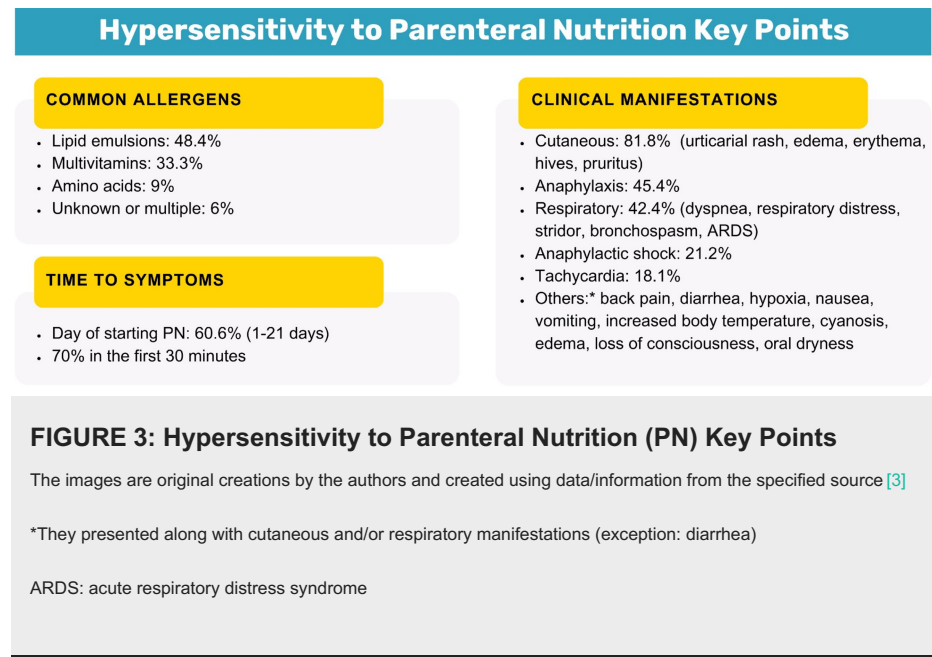 Hypersensitivity to Parenteral Nutrition Key Points
COMMON ALLERGENS
• Lipid emulsions: 48.4%
• Multivitamins: 33.3%
• Amino acids: 9%
• Unknown or multiple: 6%
TIME TO SYMPTOMS
• Day of starting PN: 60.6% (1-21 days)
• 70% in the first 30 minutes
CLINICAL MANIFESTATIONS
• Cutaneous: 81.8% (urticarial rash, edema, erythema,
hives, pruritus)
• Anaphylaxis: 45.4%
• Respiratory: 42.4% (dyspnea, respiratory distress,
stridor, bronchospasm, ARDS)
• Anaphylactic shock: 21.2%
• Tachycardia: 18.1%
• Others:* back pain, diarrhea, hypoxia, nausea,
vomiting, increased body temperature, cyanosis,
edema, loss of consciousness, oral dryness
FIGURE 3: Hypersensitivity to Parenteral Nutrition (PN) Key Points
The images are original creations by the authors and created using data/information from the specified source [3]
*They presented along with cutaneous and/or respiratory manifestations (exception: diarrhea)
ARDS: acute respiratory distress syndrome